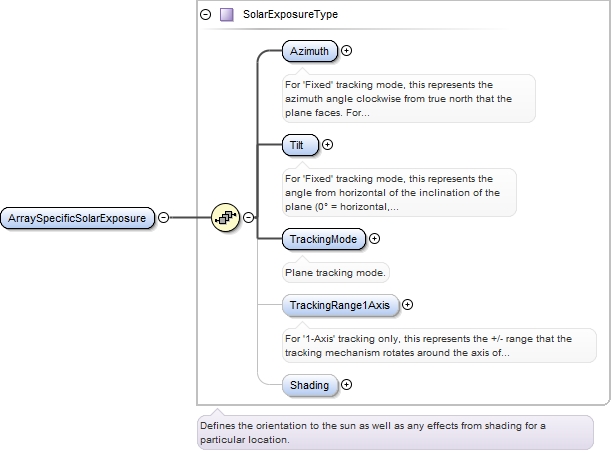 SolarExposureType
Azimuth
For 'Fixed' tracking mode, this represents the
azimuth angle clockwise from true north that the
plane faces. For...
Tilt
For 'Fixed' tracking mode, this represents the
angle from horizontal of the inclination of the
plane (0° = horizontal,...
ArraySpecificSolarExposure
TrackingMode
Plane tracking mode.
TrackingRange1Axis
For '1-Axis' tracking only, this represents the +/- range that the
tracking mechanism rotates around the axis of...
Shading
Defines the orientation to the sun as well as any effects from shading for a
particular location.